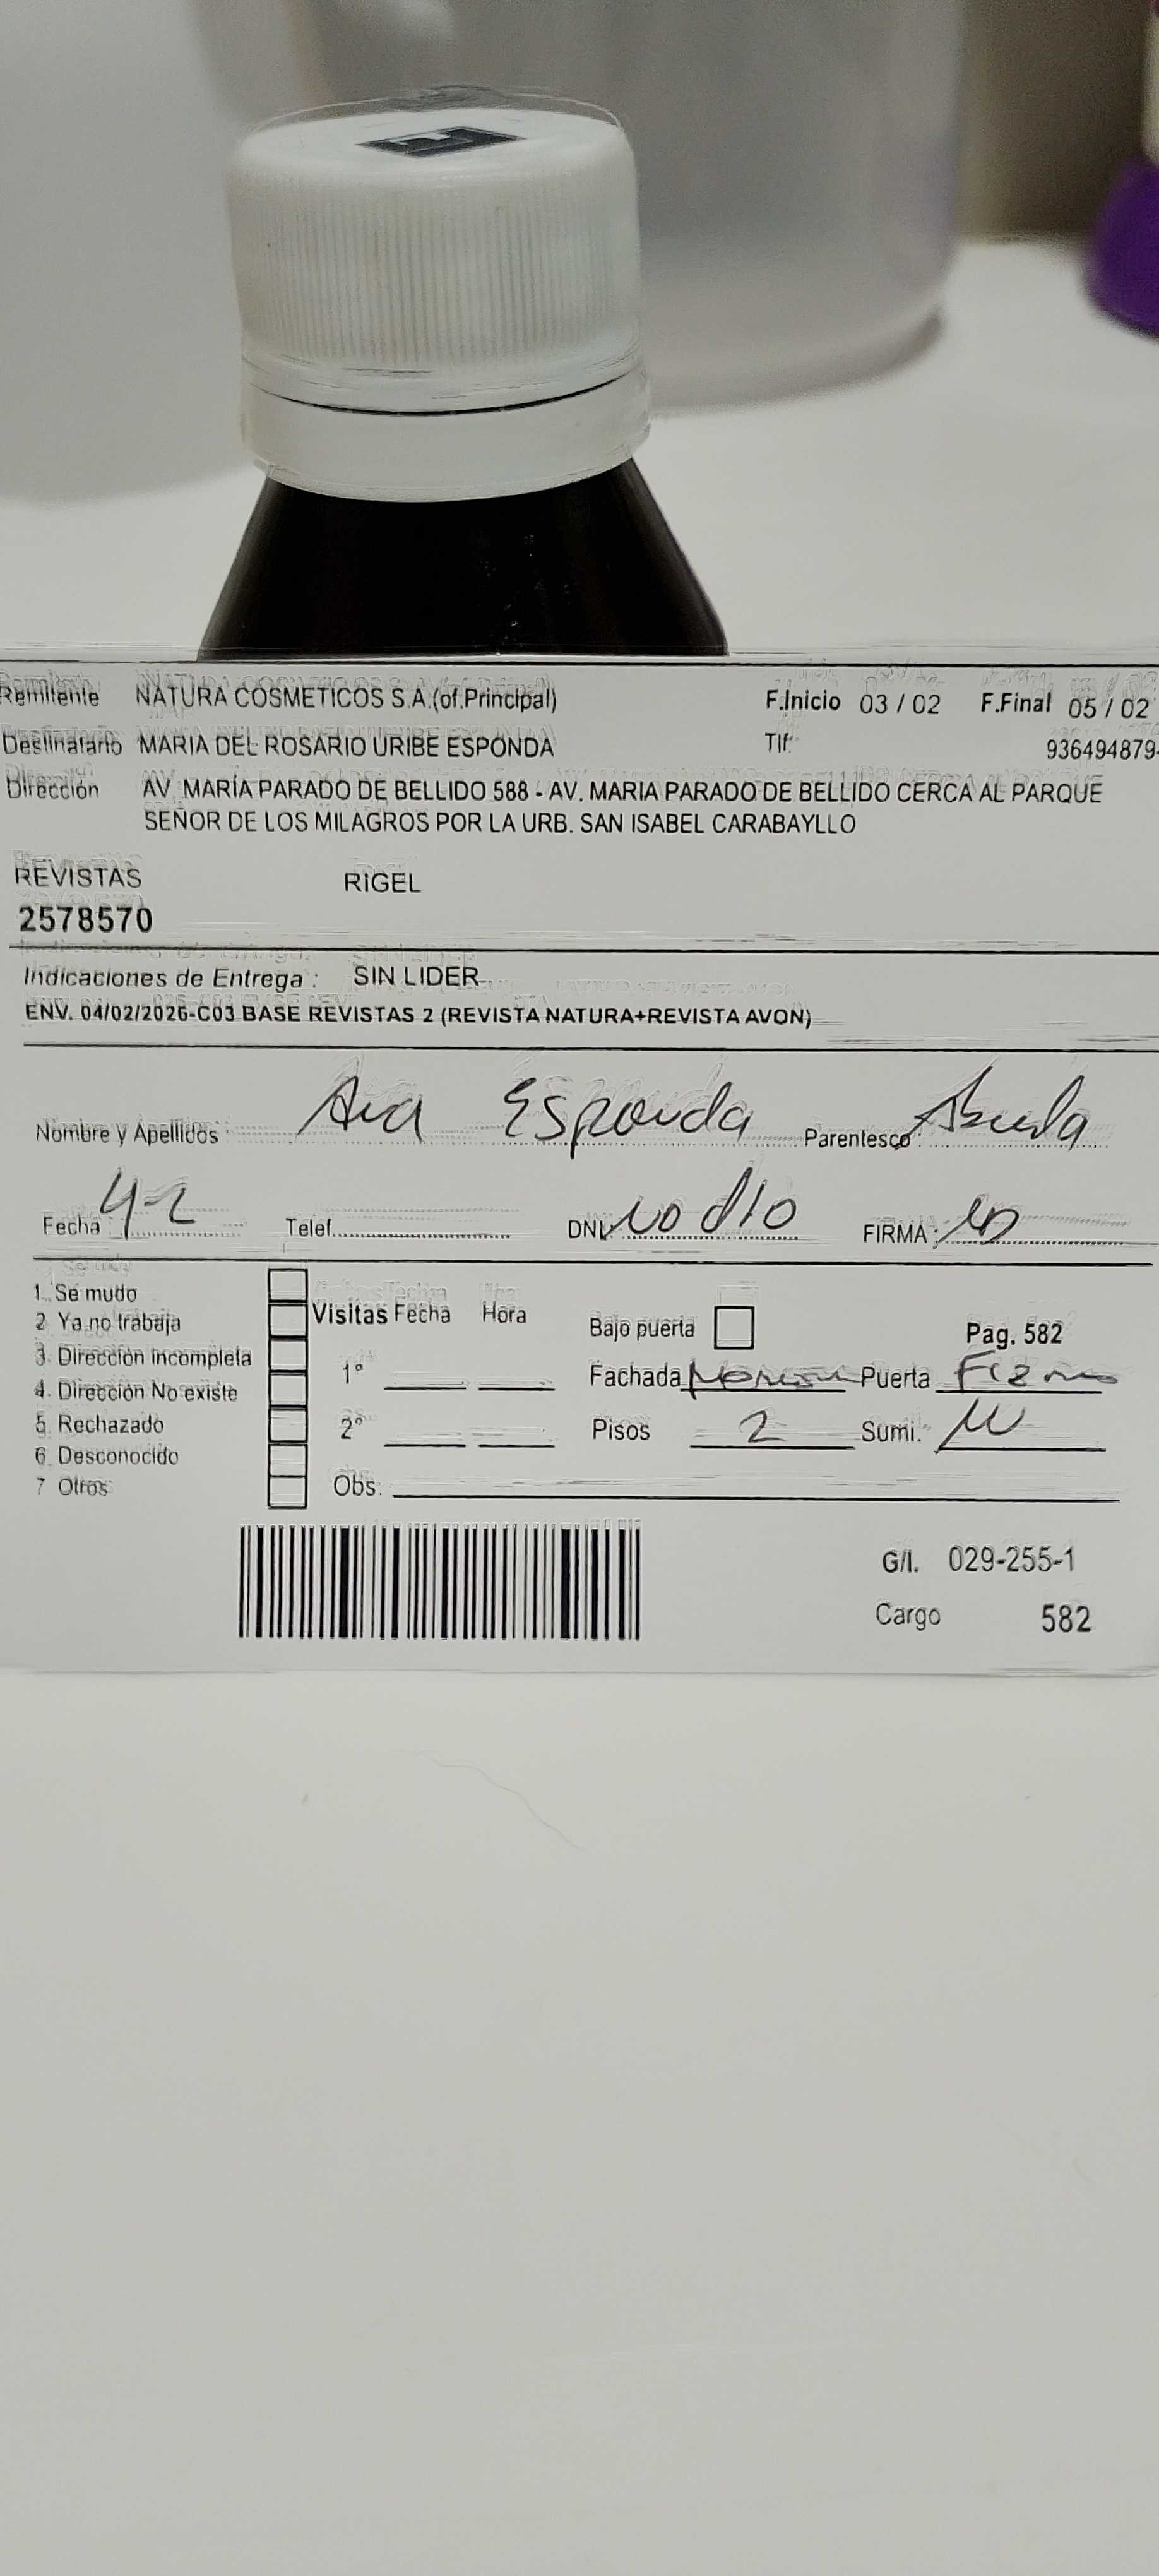 Remitente NATURA COSMETICOS S.A.(of.Principal) F.Inicio 03 / 02 F.Final 05 / 02
Destinatario MARIA DEL ROSARIO URIBE ESPONDA Tlf: 936494879-
Dirección AV. MARÍA PARADO DE BELLIDO 588 - AV. MARIA PARADO DE BELLIDO CERCA AL PARQUE
SEÑOR DE LOS MILAGROS POR LA URB. SAN ISABEL CARABAYLLO
REVISTAS RIGEL
2578570
Indicaciones de Entrega : SIN LIDER
ENV. 04/02/2026-C03 BASE REVISTAS 2 (REVISTA NATURA+REVISTA AVON)
Nombre y Apellidos : Ana Esponda Parentesco : Abuela
Fecha 4-2 Telef. DNI NO dio FIRMA :
1. Se mudo
2 Ya no trabaja
3. Dirección incompleta
4. Dirección No existe
5 Rechazado
6 Desconocido
7 Otros
Visitas Fecha Hora
1°
2°
Obs:
Bajo puerta Pag. 582
Fachada Puerta
Pisos 2 Sumi.
G/l. 029-255-1
Cargo 582